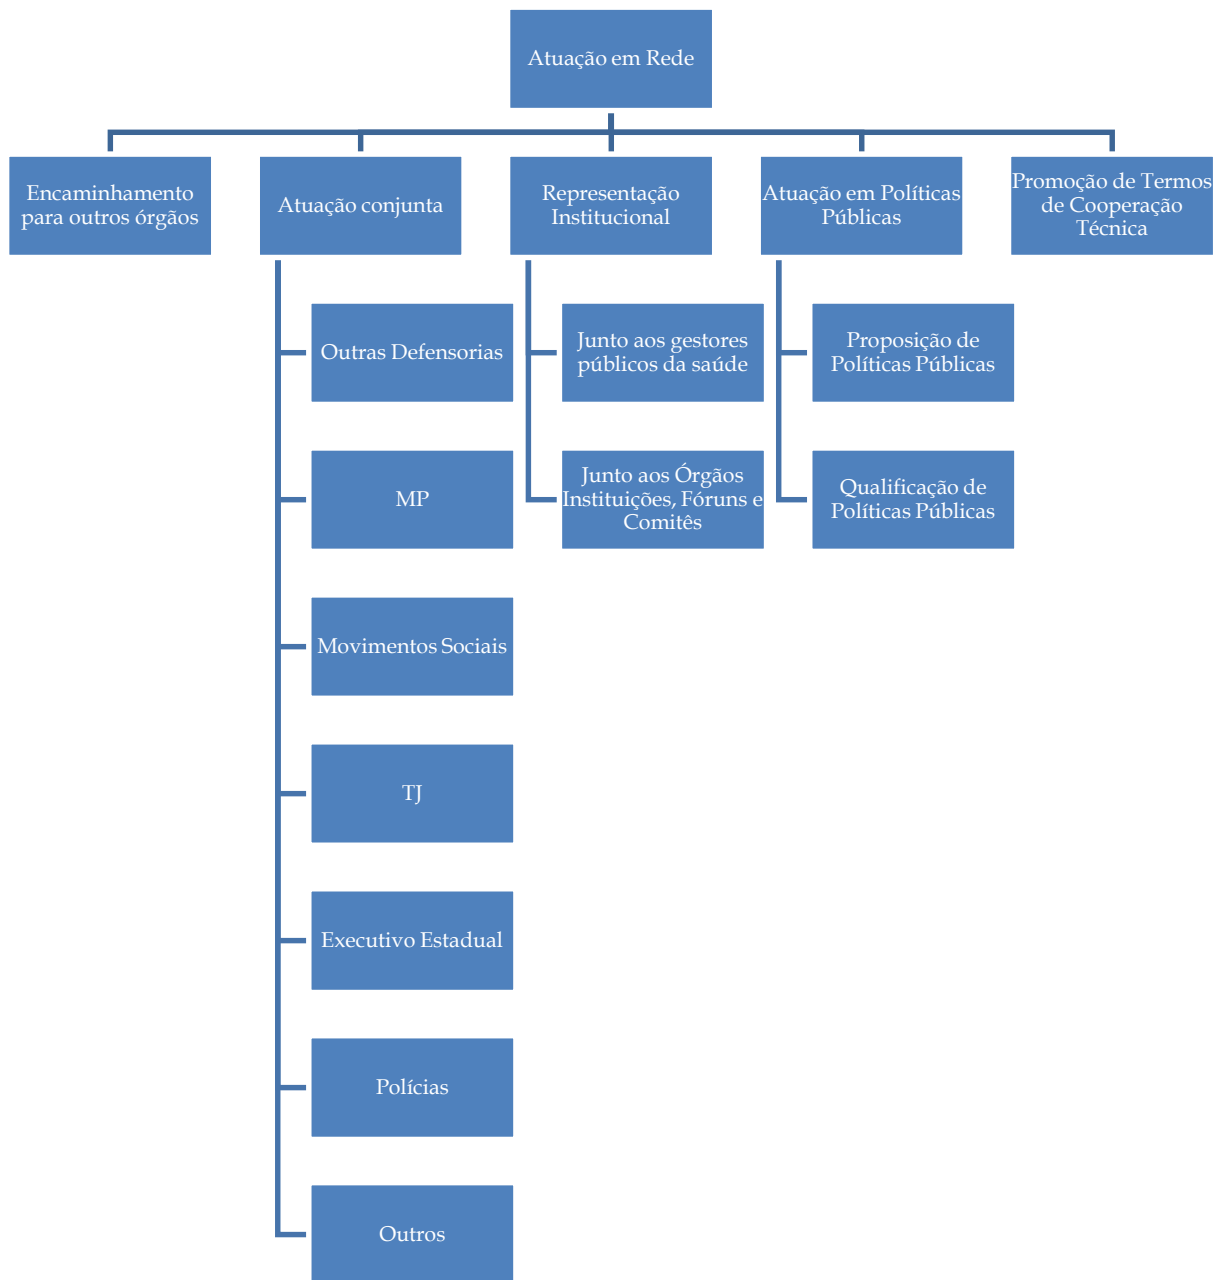 Atuação em Rede
Encaminhamento
para outros órgãos
Atuação conjunta
Representação
Institucional
Atuação em Políticas
Públicas
Promoção de Termos
de Cooperação
Técnica
Outras Defensorias
MP
Movimentos Sociais
TJ
Executivo Estadual
Polícias
Outros
Junto aos gestores
públicos da saúde
Junto aos Órgãos
Instituições, Fóruns e
Comitês
Proposição de
Políticas Públicas
Qualificação de
Políticas Públicas